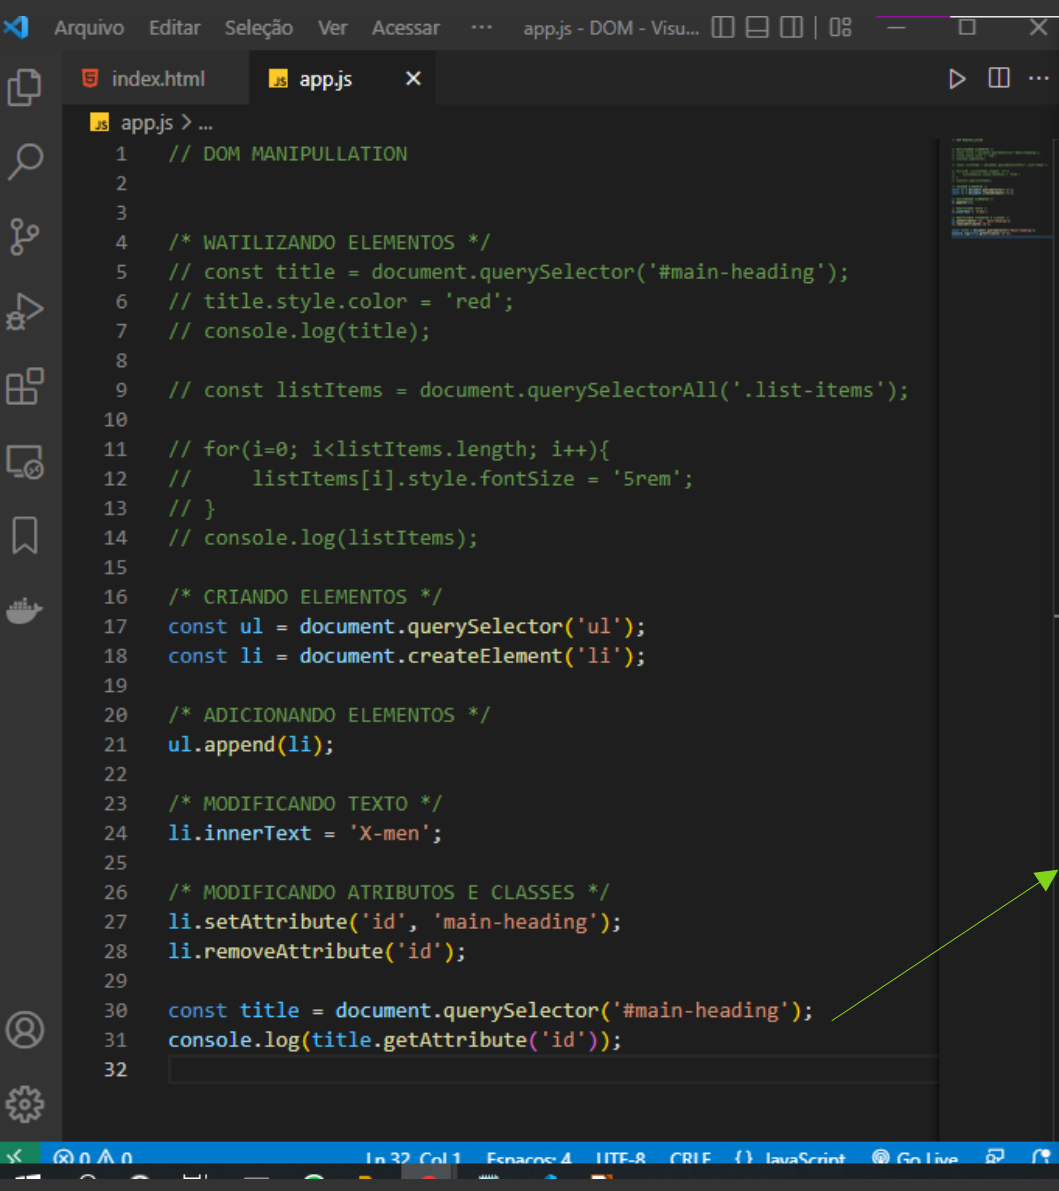 Arquivo Editar Seleção Ver Acessar ··· app.js - DOM - Visu...
index.html
app.js
app.js > ...
1 // DOM MANIPULLATION
2
3
4 /* WATILIZANDO ELEMENTOS */
5 // const title = document.querySelector('#main-heading');
6 // title.style.color = 'red';
7 // console.log(title);
8
9 // const listItems = document.querySelectorAll('.list-items');
10
11 // for(i=0; i<listItems.length; i++){
12 //     listItems[i].style.fontSize = '5rem';
13 // }
14 // console.log(listItems);
15
16 /* CRIANDO ELEMENTOS */
17 const ul = document.querySelector('ul');
18 const li = document.createElement('li');
19
20 /* ADICIONANDO ELEMENTOS */
21 ul.append(li);
22
23 /* MODIFICANDO TEXTO */
24 li.innerText = 'X-men';
25
26 /* MODIFICANDO ATRIBUTOS E CLASSES */
27 li.setAttribute('id', 'main-heading');
28 li.removeAttribute('id');
29
30 const title = document.querySelector('#main-heading');
31 console.log(title.getAttribute('id'));
32
0 0 Ln 32, Col 1 Espaços: 4 UTF-8 CRLF {} JavaScript Go Live